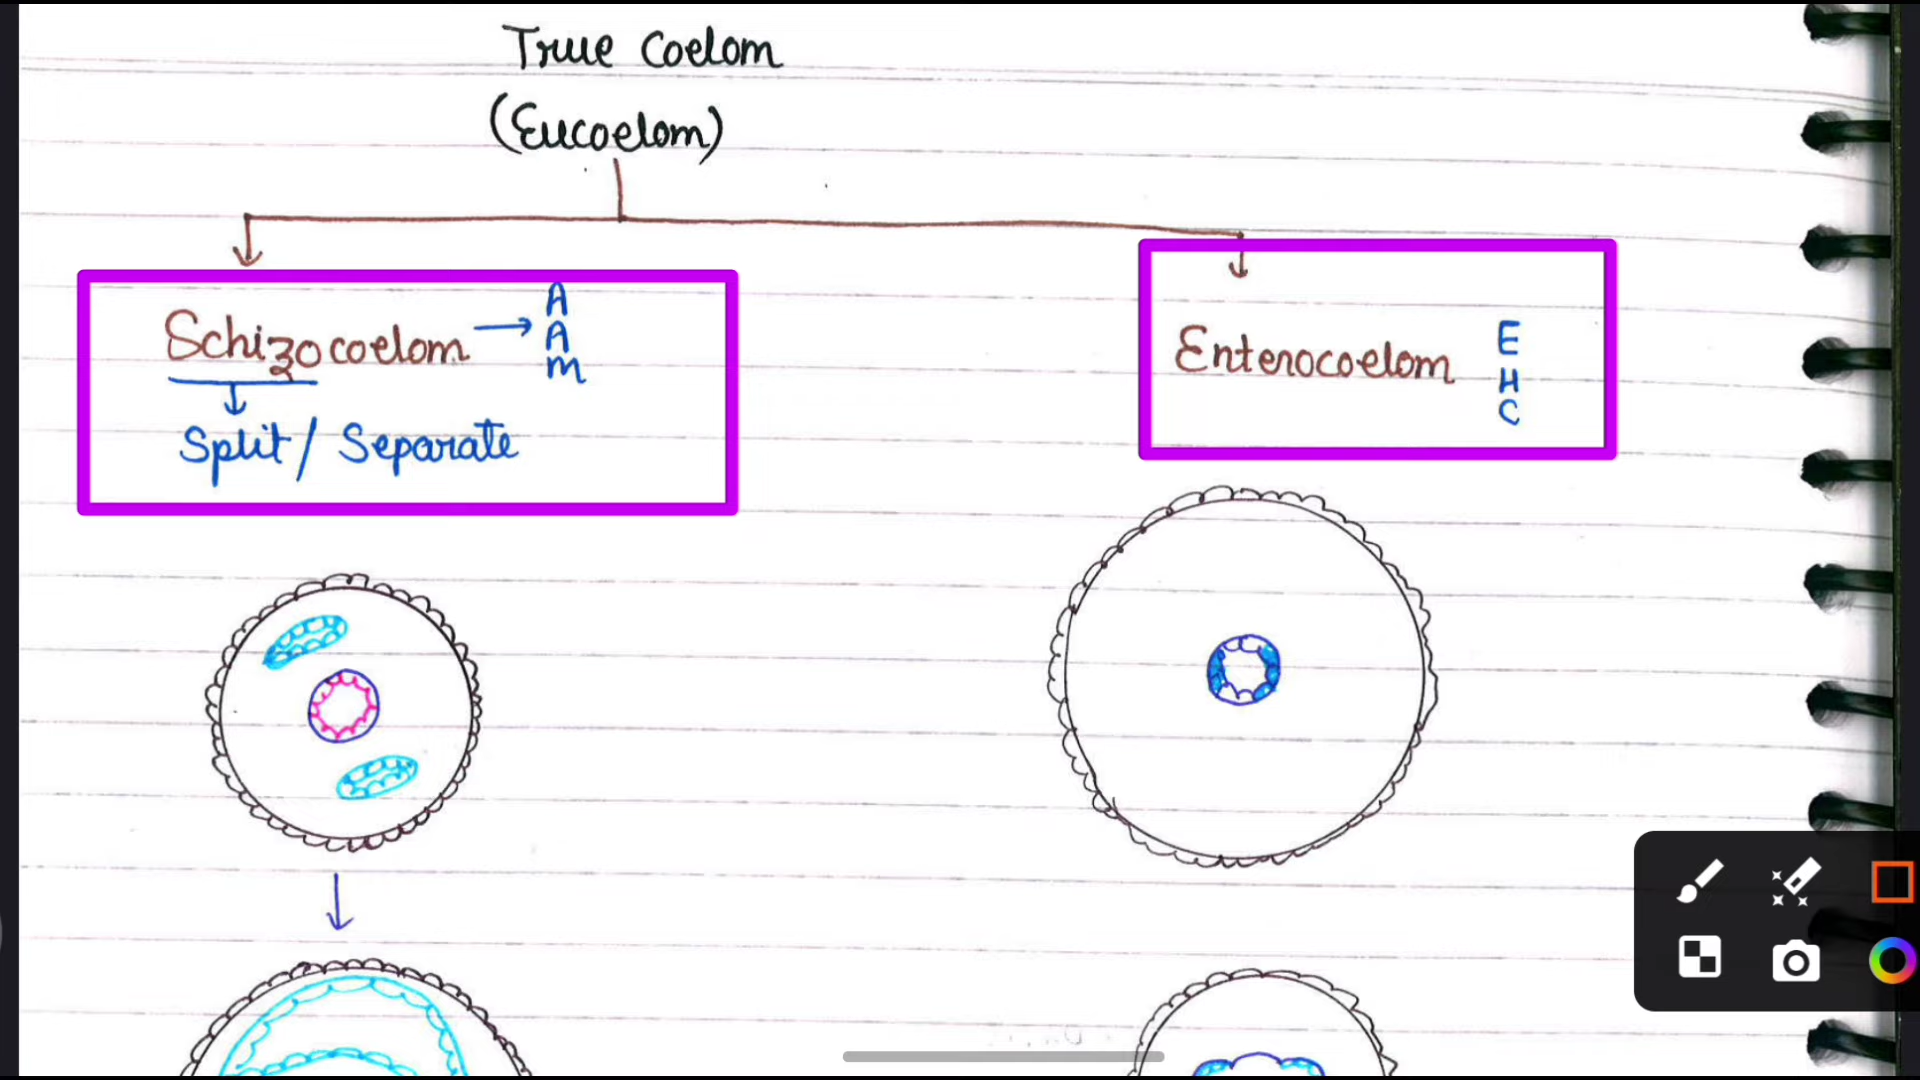 True Coelom
(Eucoelom)
Schizocoelom → A
A
M
Split / Separate
Enterocoelom E
H
C